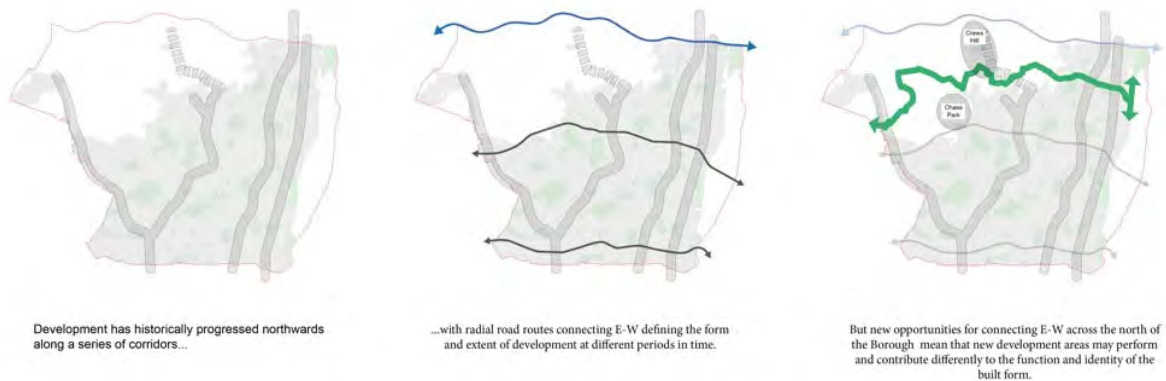 Crews
Hill
Chase
Park
Development has historically progressed northwards
along a series of corridors...
...with radial road routes connecting E-W defining the form
and extent of development at different periods in time.
But new opportunities for connecting E-W across the north of
the Borough mean that new development areas may perform
and contribute differently to the function and identity of the
built form.